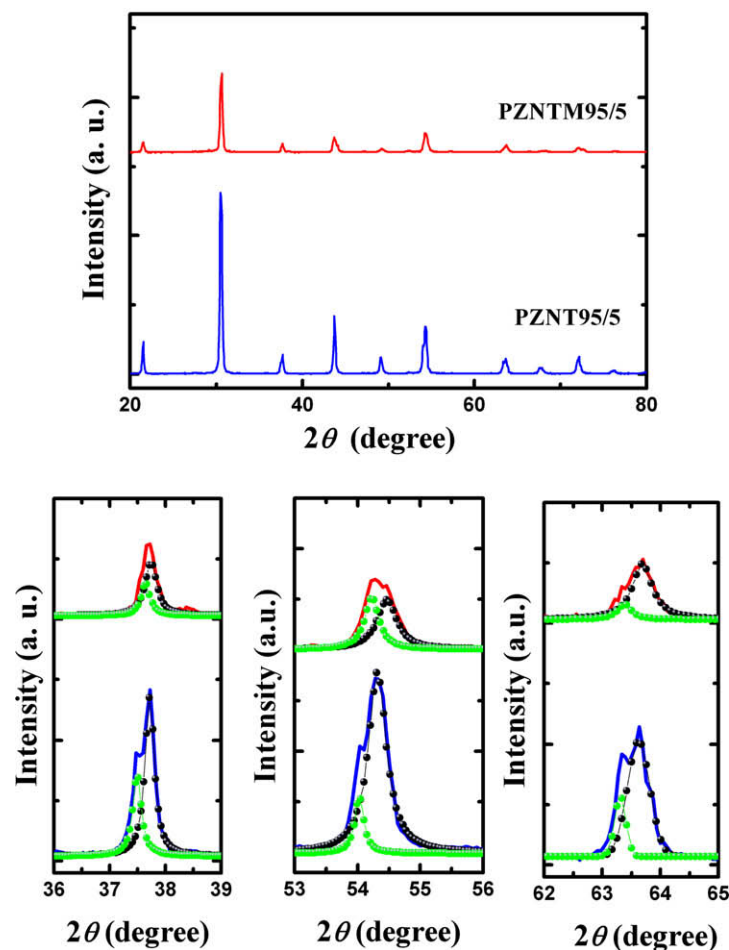 Intensity (a. u.)
PZNTM95/5
PZNT95/5
20 40 60 80
2θ (degree)
Intensity (a. u.)
Intensity (a.u.)
Intensity (a.u.)
36 37 38 39
53 54 55 56
62 63 64 65
2θ (degree)
2θ (degree)
2θ (degree)